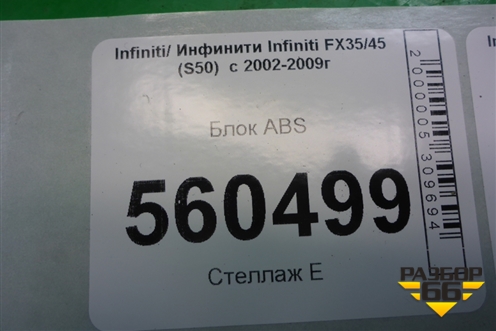 Infiniti/ Инфинити Infiniti FX35/45
(S50) с 2002-2009г
Блок ABS
560499
Стеллаж Е
2000005309694
РАЗБОР
66